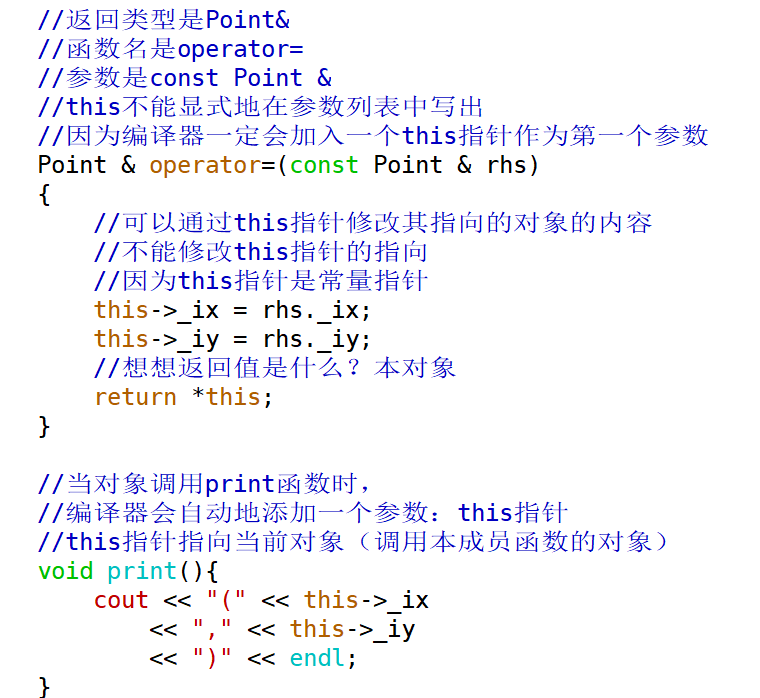 //返回类型是Point&
//函数名是operator=
//参数是const Point &
//this不能显式地在参数列表中写出
//因为编译器一定会加入一个this指针作为第一个参数
Point & operator=(const Point & rhs)
{
    //可以通过this指针修改其指向的对象的内容
    //不能修改this指针的指向
    //因为this指针是常量指针
    this->_ix = rhs._ix;
    this->_iy = rhs._iy;
    //想想返回值是什么？本对象
    return *this;
}
//当对象调用print函数时，
//编译器会自动地添加一个参数：this指针
//this指针指向当前对象（调用本成员函数的对象）
void print(){
    cout << "(" << this->_ix
        << "," << this->_iy
        << ")" << endl;
}